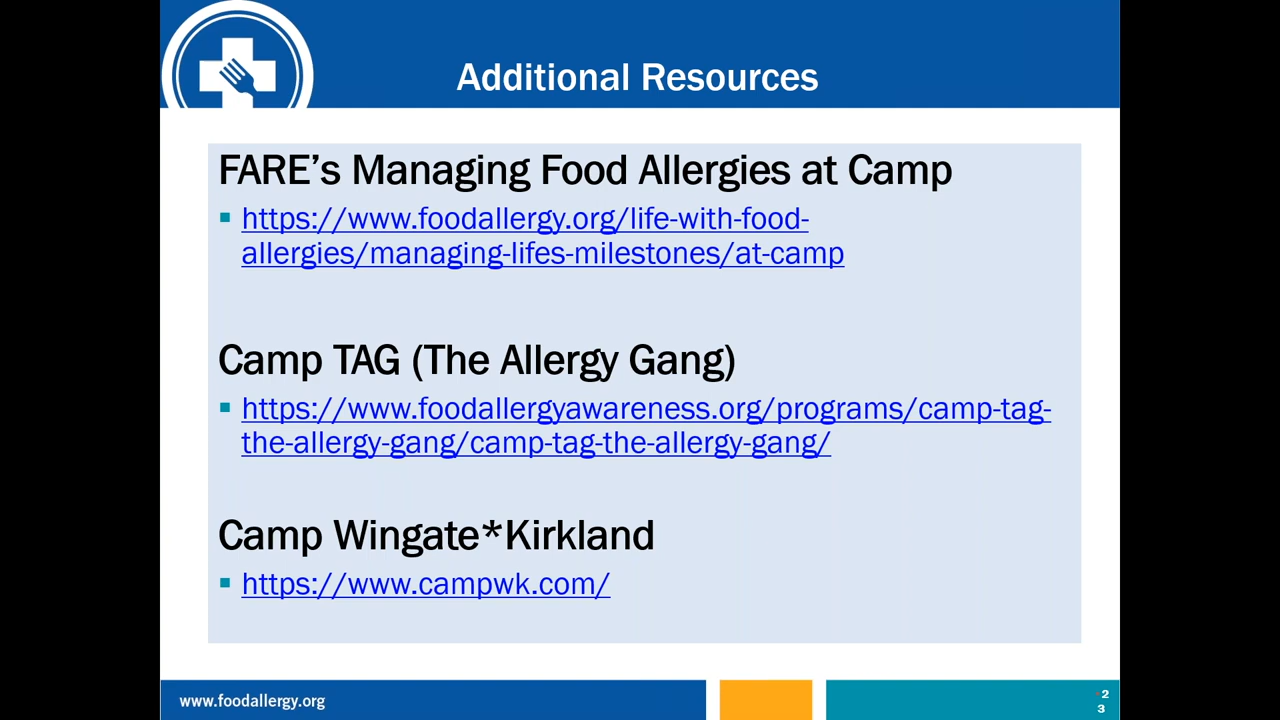 Additional Resources
FARE’s Managing Food Allergies at Camp
https://www.foodallergy.org/life-with-food-
allergies/managing-lifes-milestones/at-camp
Camp TAG (The Allergy Gang)
https://www.foodallergyawareness.org/programs/camp-tag-
the-allergy-gang/camp-tag-the-allergy-gang/
Camp Wingate*Kirkland
https://www.campwk.com/
www.foodallergy.org
2
3